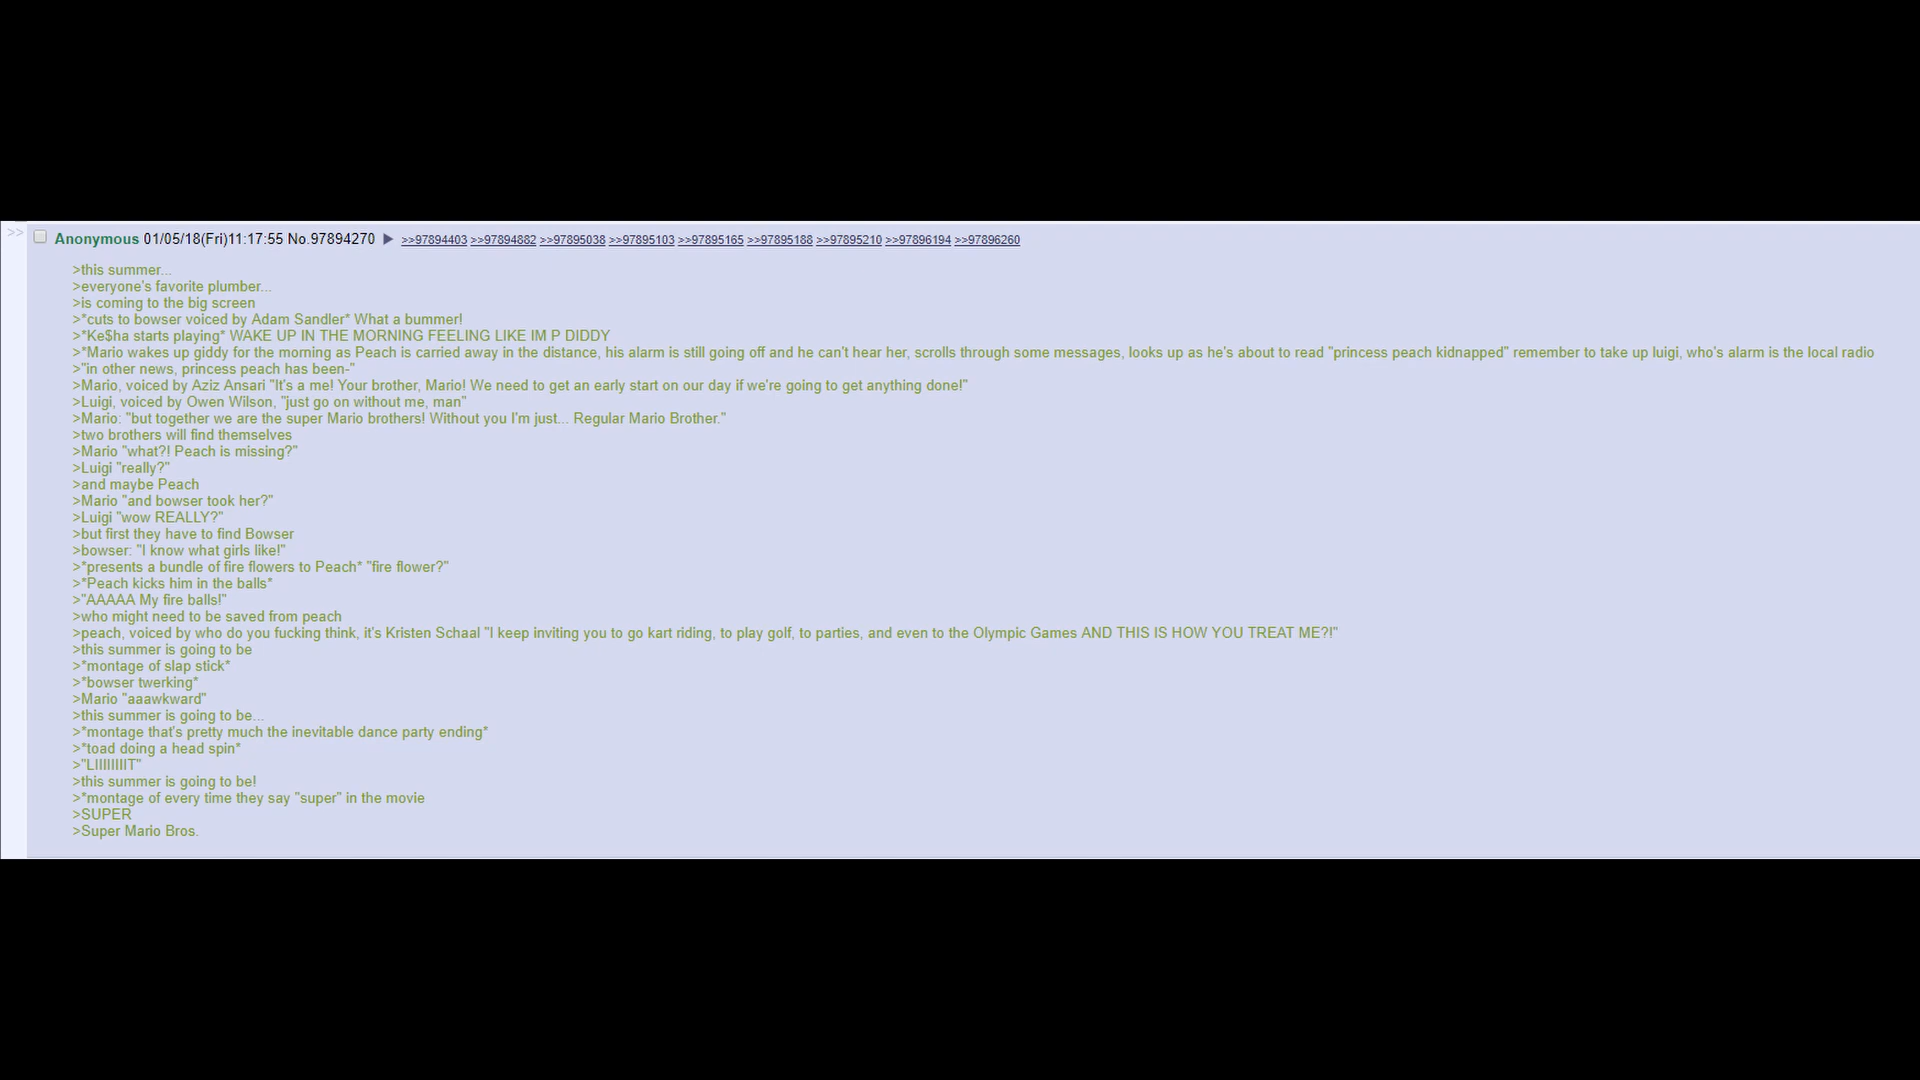 >>
Anonymous 01/05/18(Fri)11:17:55 No.97894270 ▶ >>97894403 >>97894882 >>97895038 >>97895103 >>97895165 >>97895188 >>97895210 >>97896194 >>97896260
>this summer...
>everyone's favorite plumber...
>is coming to the big screen
>*cuts to bowser voiced by Adam Sandler* What a bummer!
>*Ke$ha starts playing* WAKE UP IN THE MORNING FEELING LIKE IM P DIDDY
>*Mario wakes up giddy for the morning as Peach is carried away in the distance, his alarm is still going off and he can't hear her, scrolls through some messages, looks up as he's about to read "princess peach kidnapped" remember to take up luigi, who's alarm is the local radio
>"in other news, princess peach has been-"
>Mario, voiced by Aziz Ansari "It's a me! Your brother, Mario! We need to get an early start on our day if we're going to get anything done!"
>Luigi, voiced by Owen Wilson, "just go on without me, man"
>Mario: "but together we are the super Mario brothers! Without you I'm just... Regular Mario Brother."
>two brothers will find themselves
>Mario "what?! Peach is missing?"
>Luigi "really?"
>and maybe Peach
>Mario "and bowser took her?"
>Luigi "wow REALLY?"
>but first they have to find Bowser
>bowser: "I know what girls like!"
>*presents a bundle of fire flowers to Peach* "fire flower?"
>*Peach kicks him in the balls*
>"AAAAA My fire balls!"
>who might need to be saved from peach
>peach, voiced by who do you fucking think, it's Kristen Schaal "I keep inviting you to go kart riding, to play golf, to parties, and even to the Olympic Games AND THIS IS HOW YOU TREAT ME?!"
>this summer is going to be
>*montage of slap stick*
>*bowser twerking*
>Mario "aaawkward"
>this summer is going to be...
>*montage that's pretty much the inevitable dance party ending*
>*toad doing a head spin*
>"LIIIIIIIIT"
>this summer is going to be!
>*montage of every time they say "super" in the movie
>SUPER
>Super Mario Bros.